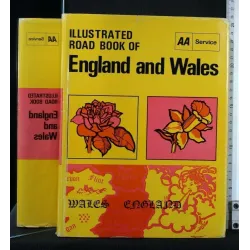 ILLUSTRATED
ROAD BOOK OF
AA Service
England and Wales
WALES ENGLAND
AA Service
ILLUSTRATED
ROAD BOOK
England
and
Wales